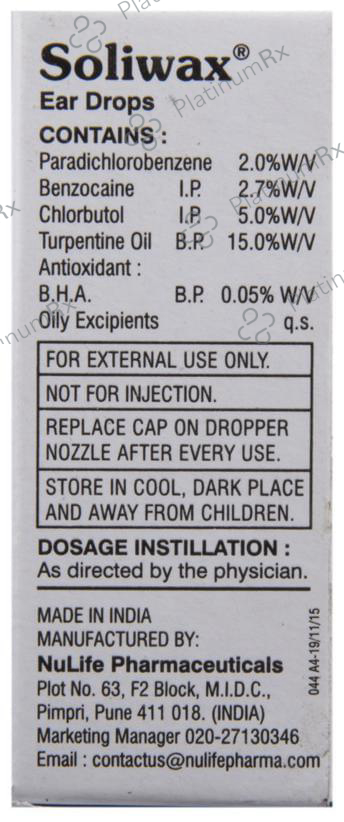 Soliwax®
Ear Drops
CONTAINS :
Paradichlorobenzene 2.0%W/V
Benzocaine I.P. 2.7%W/V
Chlorbutol I.P. 5.0%W/V
Turpentine Oil B.P. 15.0%W/V
Antioxidant :
B.H.A. B.P. 0.05% W/V
Oily Excipients q.s.
FOR EXTERNAL USE ONLY.
NOT FOR INJECTION.
REPLACE CAP ON DROPPER
NOZZLE AFTER EVERY USE.
STORE IN COOL, DARK PLACE
AND AWAY FROM CHILDREN.
DOSAGE INSTILLATION :
As directed by the physician.
MADE IN INDIA
MANUFACTURED BY:
NuLife Pharmaceuticals
Plot No. 63, F2 Block, M.I.D.C.,
Pimpri, Pune 411 018. (INDIA)
Marketing Manager 020-27130346
Email : contactus@nulifepharma.com
044 A4-19/11/15
PlatinumRx